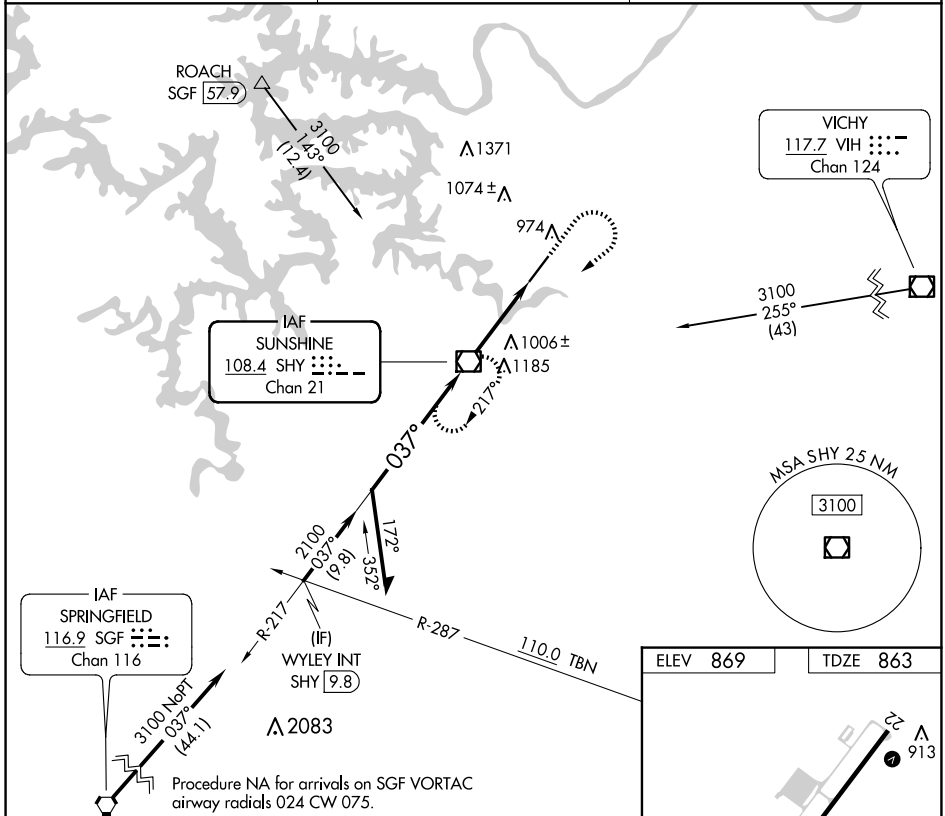 ROACH
SGF 57.9
3100
143°
(12.4)
1371
1074 ±
974
VICHY
117.7 VIH
Chan 124
3100
255°
(43)
IAF
SUNSHINE
108.4 SHY
Chan 21
1006 ±
1185
217°
037°
MSA SHY 25 NM
3100
2100
037°
(9.8)
172°
352°
IAF
SPRINGFIELD
116.9 SGF
Chan 116
R-217
(IF)
WYLEY INT
SHY 9.8
R-287
110.0 TBN
3100 NoPT
037°
(44.1)
2083
Procedure NA for arrivals on SGF VORTAC
airway radials 024 CW 075.
ELEV 869
TDZE 863
22
913
V